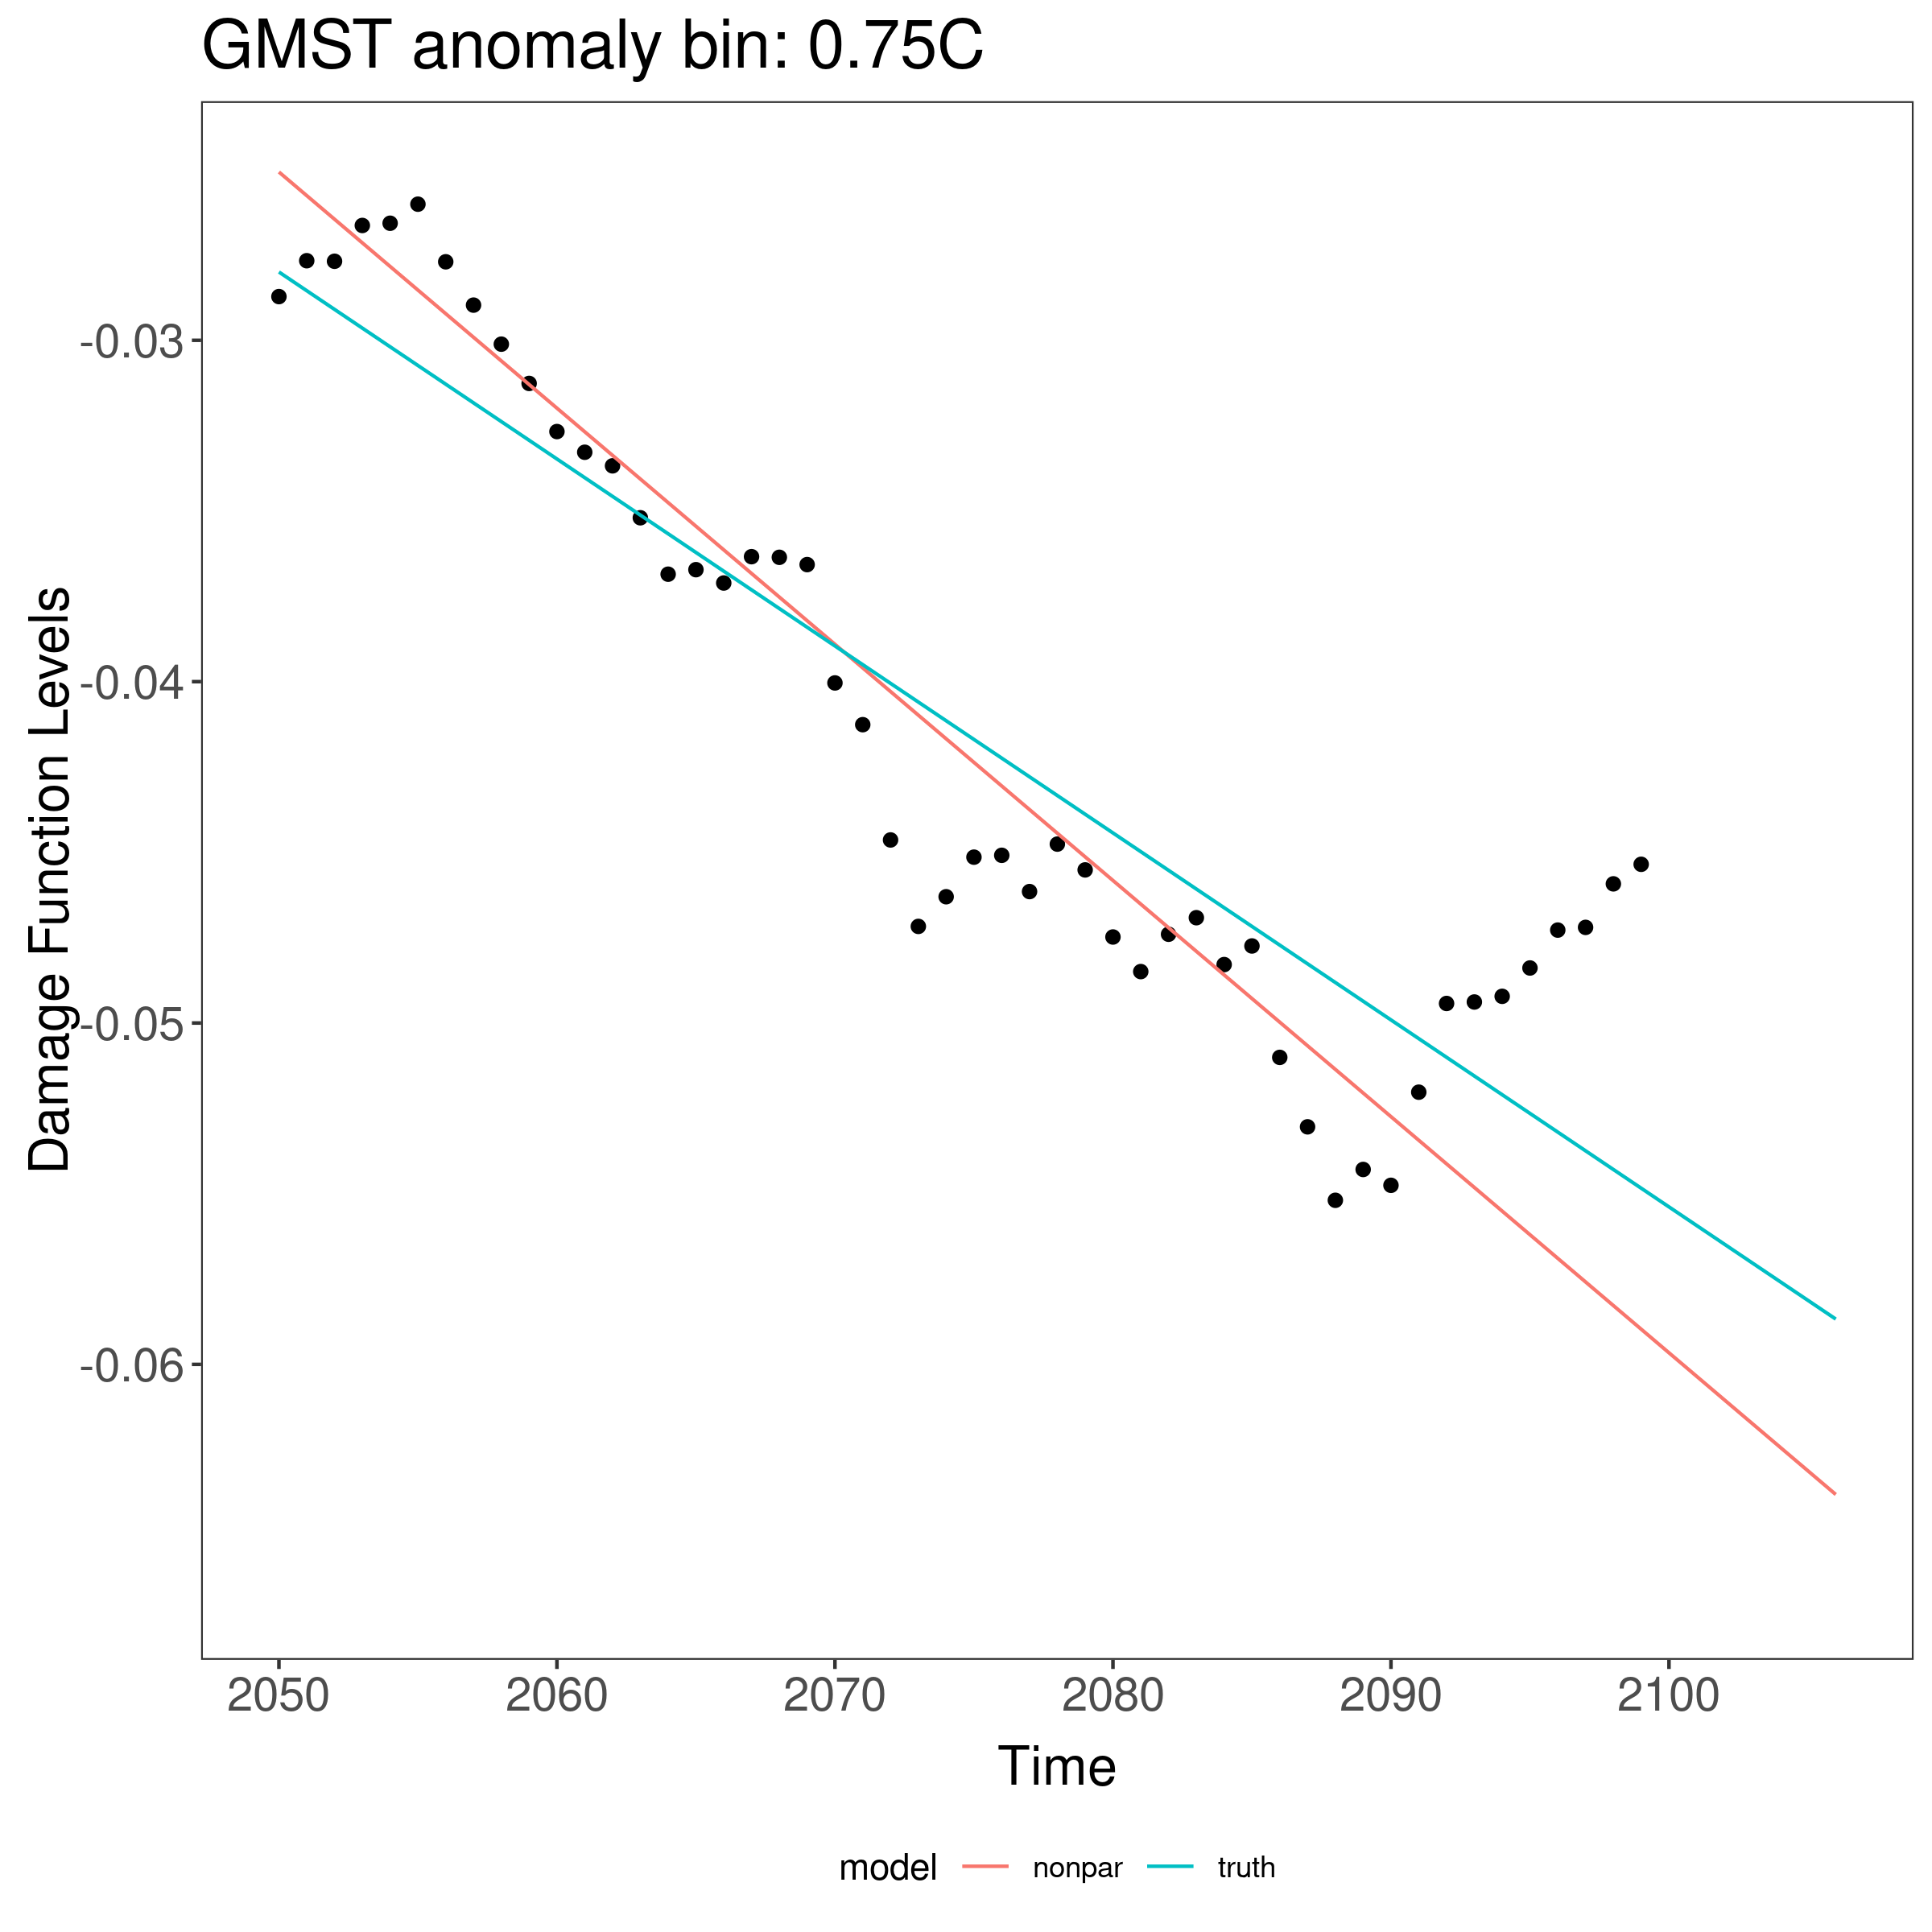 GMST anomaly bin: 0.75C
Damage Function Levels
-0.03
-0.04
-0.05
-0.06
2050 2060 2070 2080 2090 2100
Time
model nonpar truth